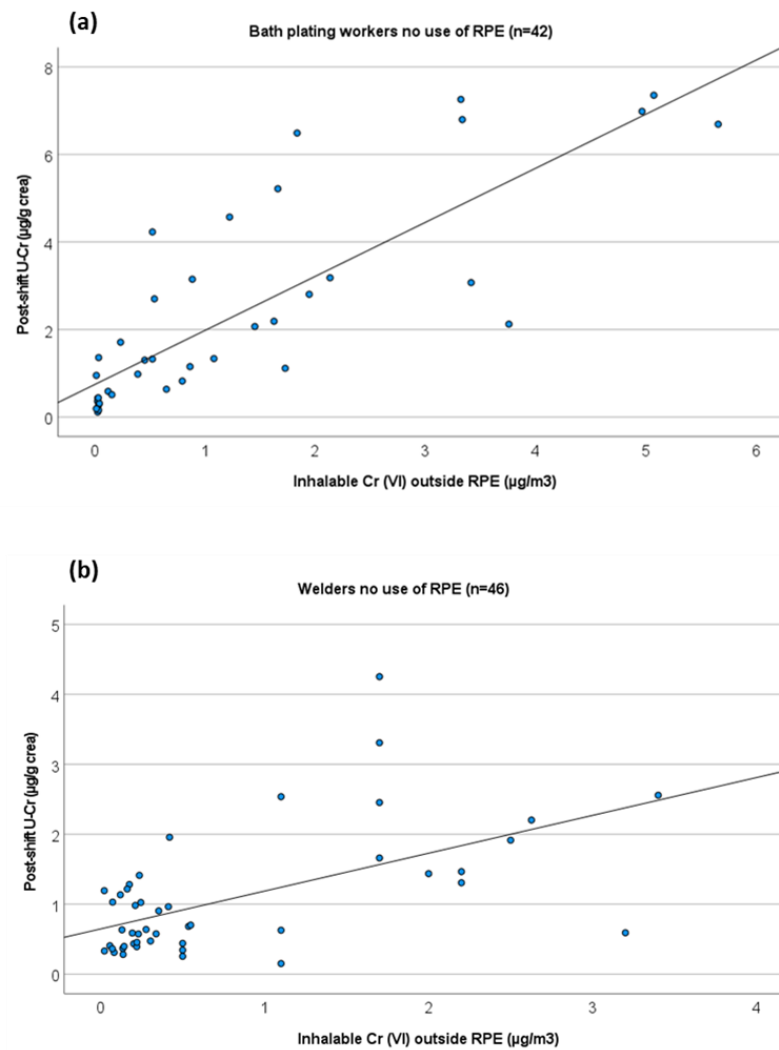 (a)
Bath plating workers no use of RPE (n=42)
8
6
4
2
0
Post-shift U-Cr (µg/g crea)
0 1 2 3 4 5 6
Inhalable Cr (VI) outside RPE (µg/m3)
(b)
Welders no use of RPE (n=46)
5
4
3
2
1
0
Post-shift U-Cr (µg/g crea)
0 1 2 3 4
Inhalable Cr (VI) outside RPE (µg/m3)